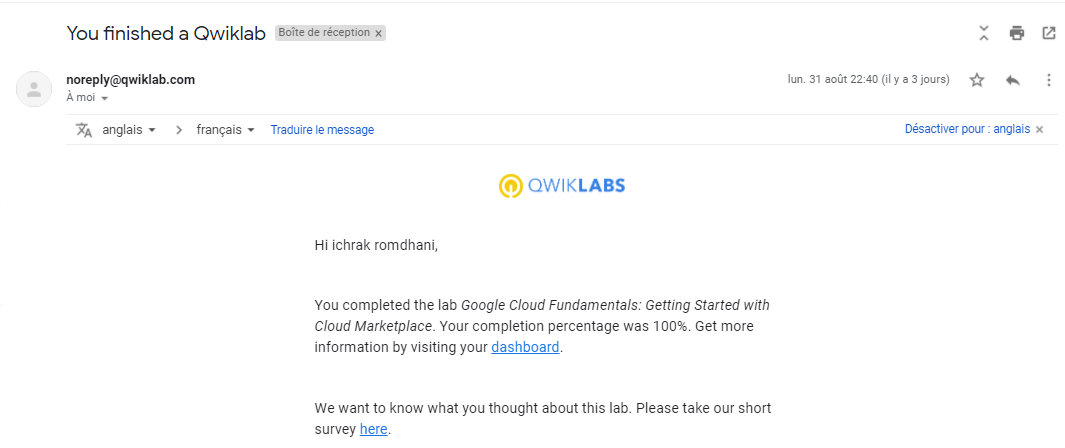 You finished a Qwiklab Boîte de réception x
noreply@qwiklab.com lun. 31 août 22:40 (il y a 3 jours)
À moi
anglais > français Traduire le message Désactiver pour : anglais x
QWIKLABS
Hi ichrak romdhani,
You completed the lab Google Cloud Fundamentals: Getting Started with
Cloud Marketplace. Your completion percentage was 100%. Get more
information by visiting your dashboard.
We want to know what you thought about this lab. Please take our short
survey here.